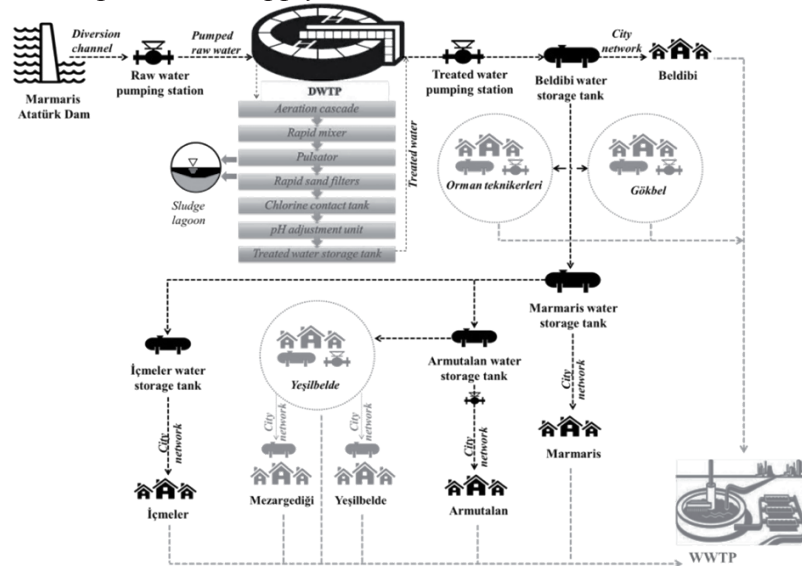 Diversion
channel
Pumped
raw water
City
network
Marmaris
Atatürk Dam
Raw water
pumping station
DWTP
Treated water
pumping station
Beldibi water
storage tank
Beldibi
Aeration cascade
Rapid mixer
Pulsator
Rapid sand filters
Chlorine contact tank
pH adjustment unit
Treated water storage tank
Treated water
Sludge
lagoon
Orman teknikerleri
Gökbel
Marmaris water
storage tank
İçmeler water
storage tank
Yeşilbelde
Armutalan water
storage tank
City
network
City
network
City
network
City
network
City
network
Marmaris
İçmeler
Mezargediği
Yeşilbelde
Armutalan
WWTP